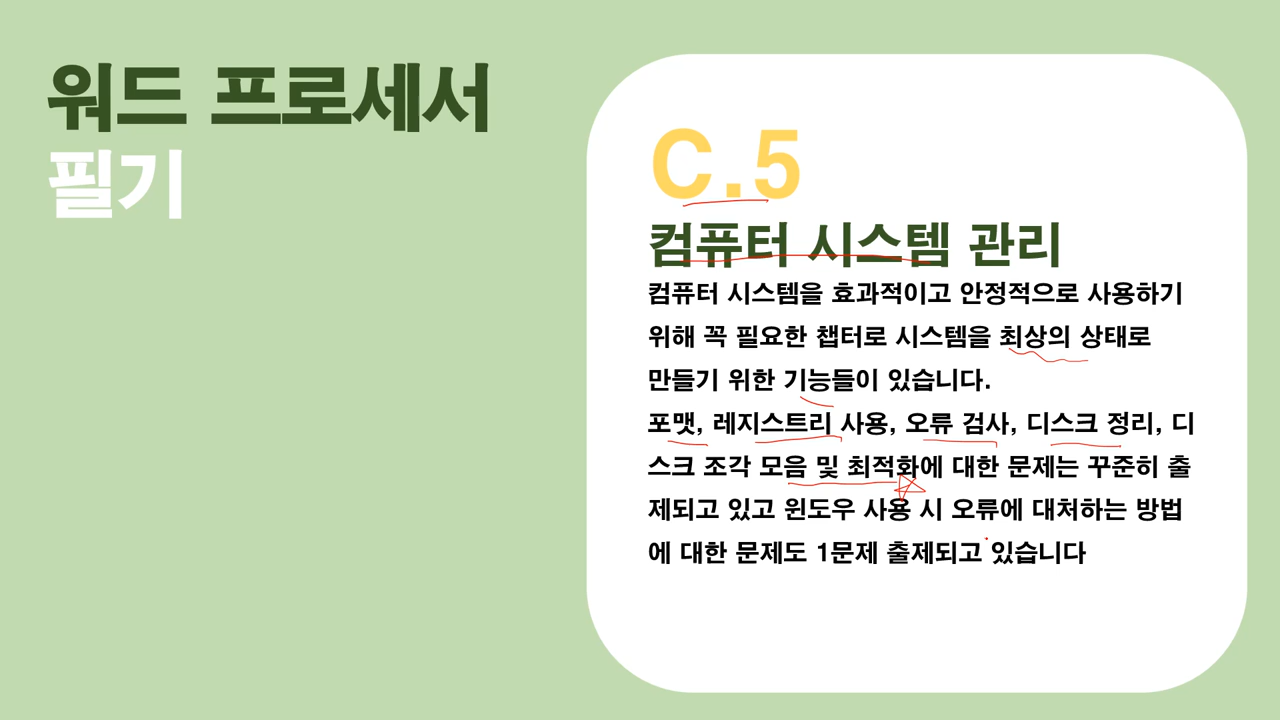 워드 프로세서
필기
C.5
컴퓨터 시스템 관리
컴퓨터 시스템을 효과적이고 안정적으로 사용하기
위해 꼭 필요한 챕터로 시스템을 최상의 상태로
만들기 위한 기능들이 있습니다.
포맷, 레지스트리 사용, 오류 검사, 디스크 정리, 디
스크 조각 모음 및 최적화에 대한 문제는 꾸준히 출
제되고 있고 윈도우 사용 시 오류에 대처하는 방법
에 대한 문제도 1문제 출제되고 있습니다